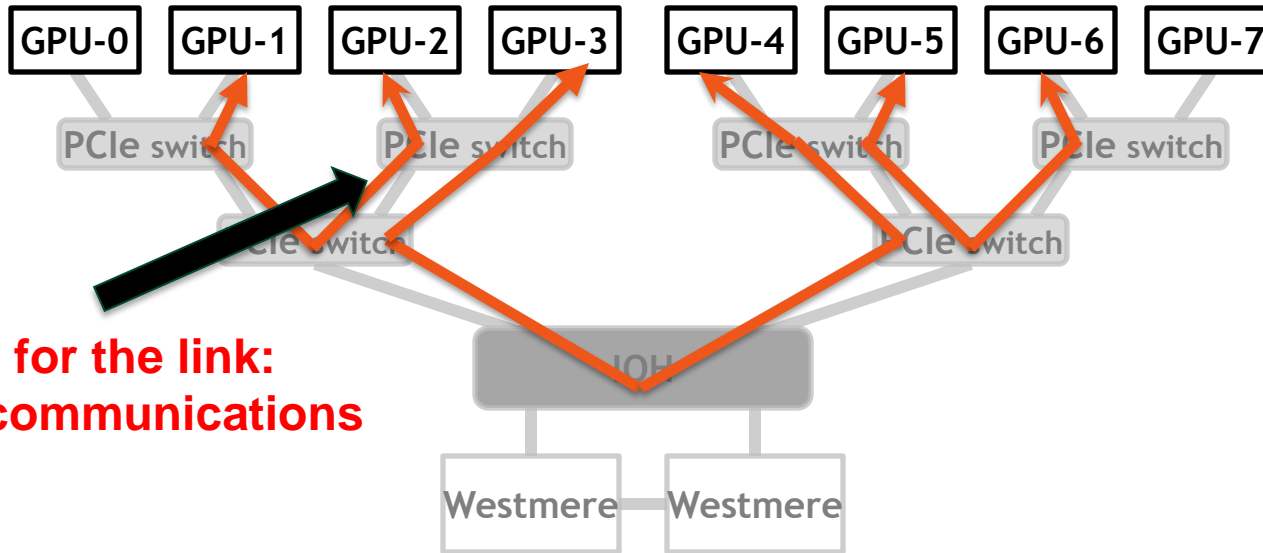 GPU-0 GPU-1 GPU-2 GPU-3 GPU-4 GPU-5 GPU-6 GPU-7
PCIe switch PCIe switch PCIe switch PCIe switch
PCIe switch PCIe switch
IOH
for the link:
communications
Westmere Westmere